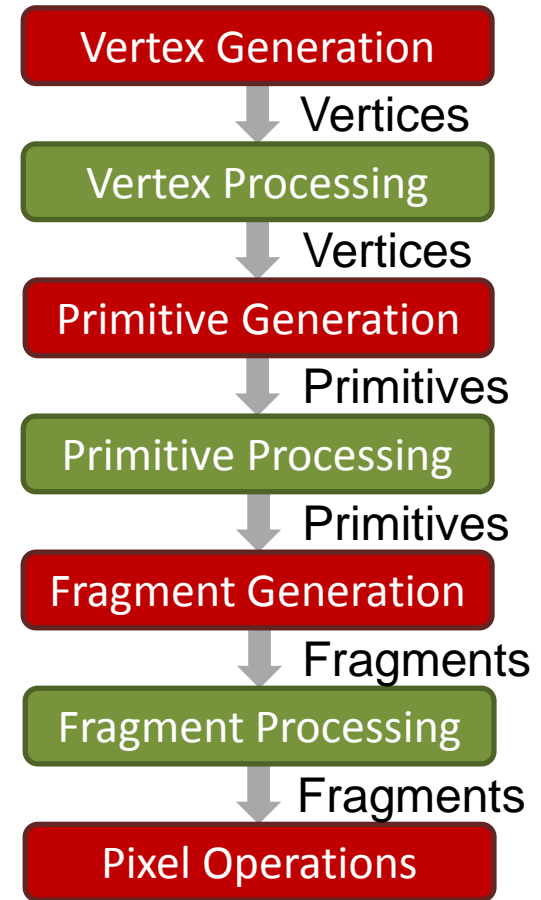 Vertex Generation
Vertices
Vertex Processing
Vertices
Primitive Generation
Primitives
Primitive Processing
Primitives
Fragment Generation
Fragments
Fragment Processing
Fragments
Pixel Operations